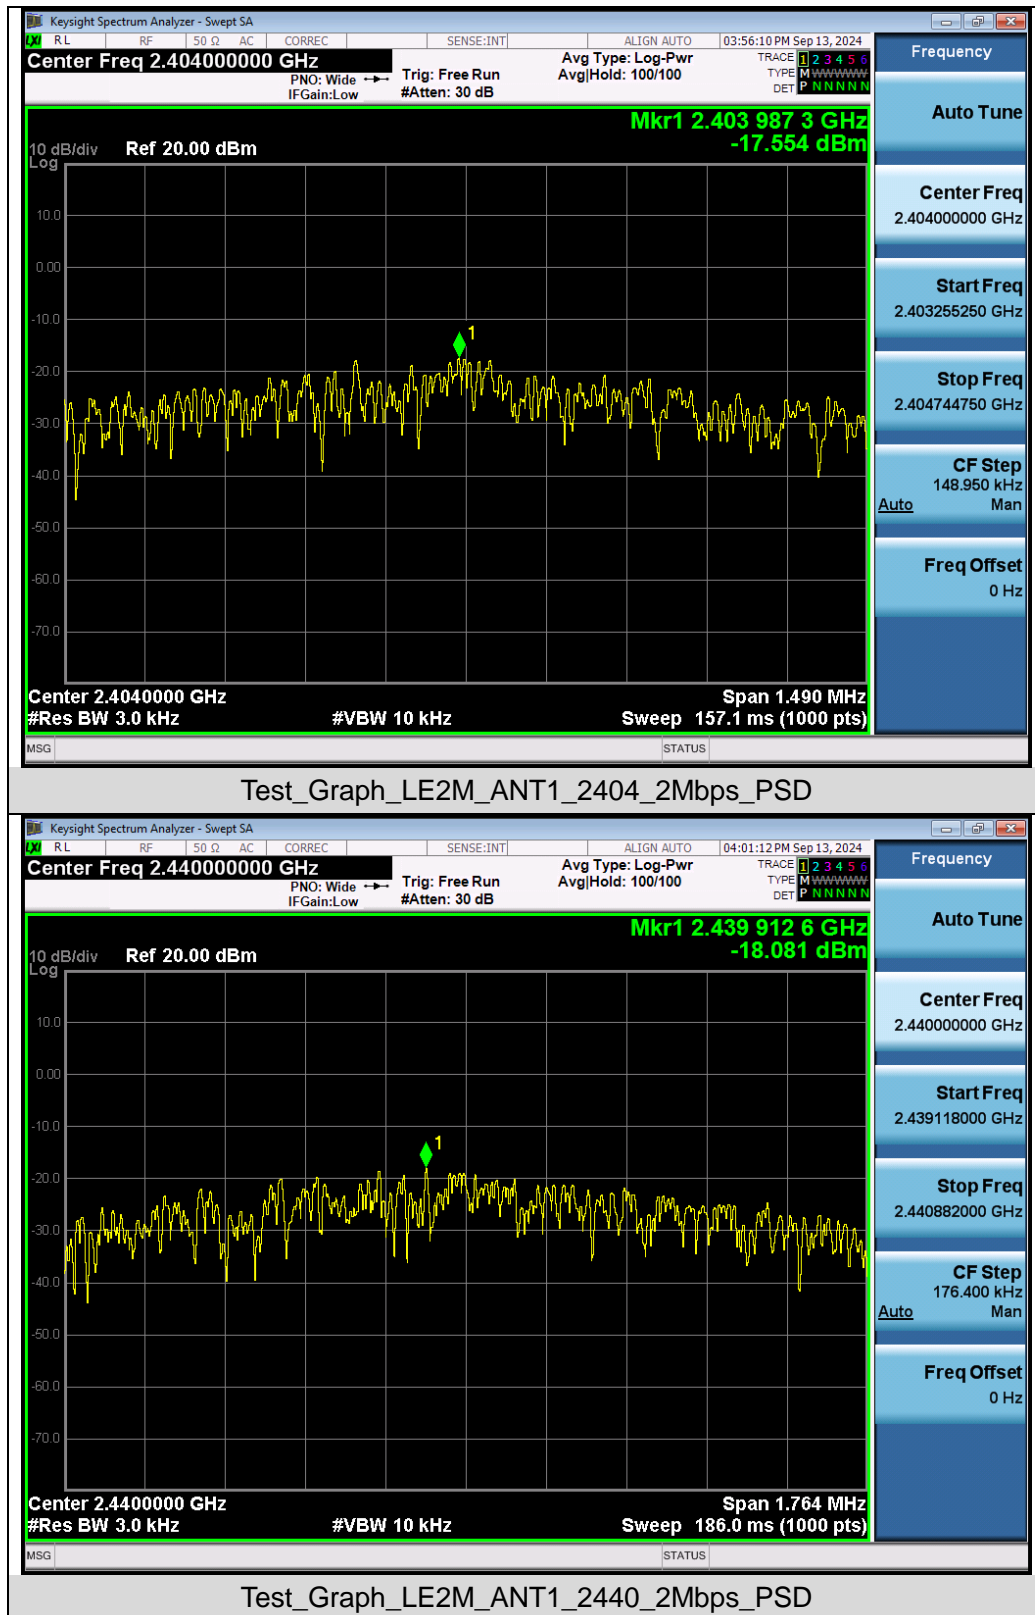 Keysight Spectrum Analyzer - Swept SA
LXI RL RF 50 Ω AC CORREC SENSE:INT ALIGN AUTO 03:56:10 PM Sep 13, 2024
Center Freq 2.404000000 GHz
PNO: Wide
IFGain:Low
Trig: Free Run
#Atten: 30 dB
Avg Type: Log-Pwr
Avg|Hold: 100/100
TRACE 1 2 3 4 5 6
TYPE M W W W W W
DET P N N N N N
Mkr1 2.403 987 3 GHz
-17.554 dBm
10 dB/div Ref 20.00 dBm
Log
10.0
0.00
-10.0
-20.0
-30.0
-40.0
-50.0
-60.0
-70.0
1
Center 2.4040000 GHz Span 1.490 MHz
#Res BW 3.0 kHz #VBW 10 kHz Sweep 157.1 ms (1000 pts)
MSG STATUS
Frequency
Auto Tune
Center Freq
2.404000000 GHz
Start Freq
2.403255250 GHz
Stop Freq
2.404744750 GHz
CF Step
148.950 kHz
Auto Man
Freq Offset
0 Hz
Test_Graph_LE2M_ANT1_2404_2Mbps_PSD
Keysight Spectrum Analyzer - Swept SA
LXI RL RF 50 Ω AC CORREC SENSE:INT ALIGN AUTO 04:01:12 PM Sep 13, 2024
Center Freq 2.440000000 GHz
PNO: Wide
IFGain:Low
Trig: Free Run
#Atten: 30 dB
Avg Type: Log-Pwr
Avg|Hold: 100/100
TRACE 1 2 3 4 5 6
TYPE M W W W W W
DET P N N N N N
Mkr1 2.439 912 6 GHz
-18.081 dBm
10 dB/div Ref 20.00 dBm
Log
10.0
0.00
-10.0
-20.0
-30.0
-40.0
-50.0
-60.0
-70.0
1
Center 2.4400000 GHz Span 1.764 MHz
#Res BW 3.0 kHz #VBW 10 kHz Sweep 186.0 ms (1000 pts)
MSG STATUS
Frequency
Auto Tune
Center Freq
2.440000000 GHz
Start Freq
2.439118000 GHz
Stop Freq
2.440882000 GHz
CF Step
176.400 kHz
Auto Man
Freq Offset
0 Hz
Test_Graph_LE2M_ANT1_2440_2Mbps_PSD